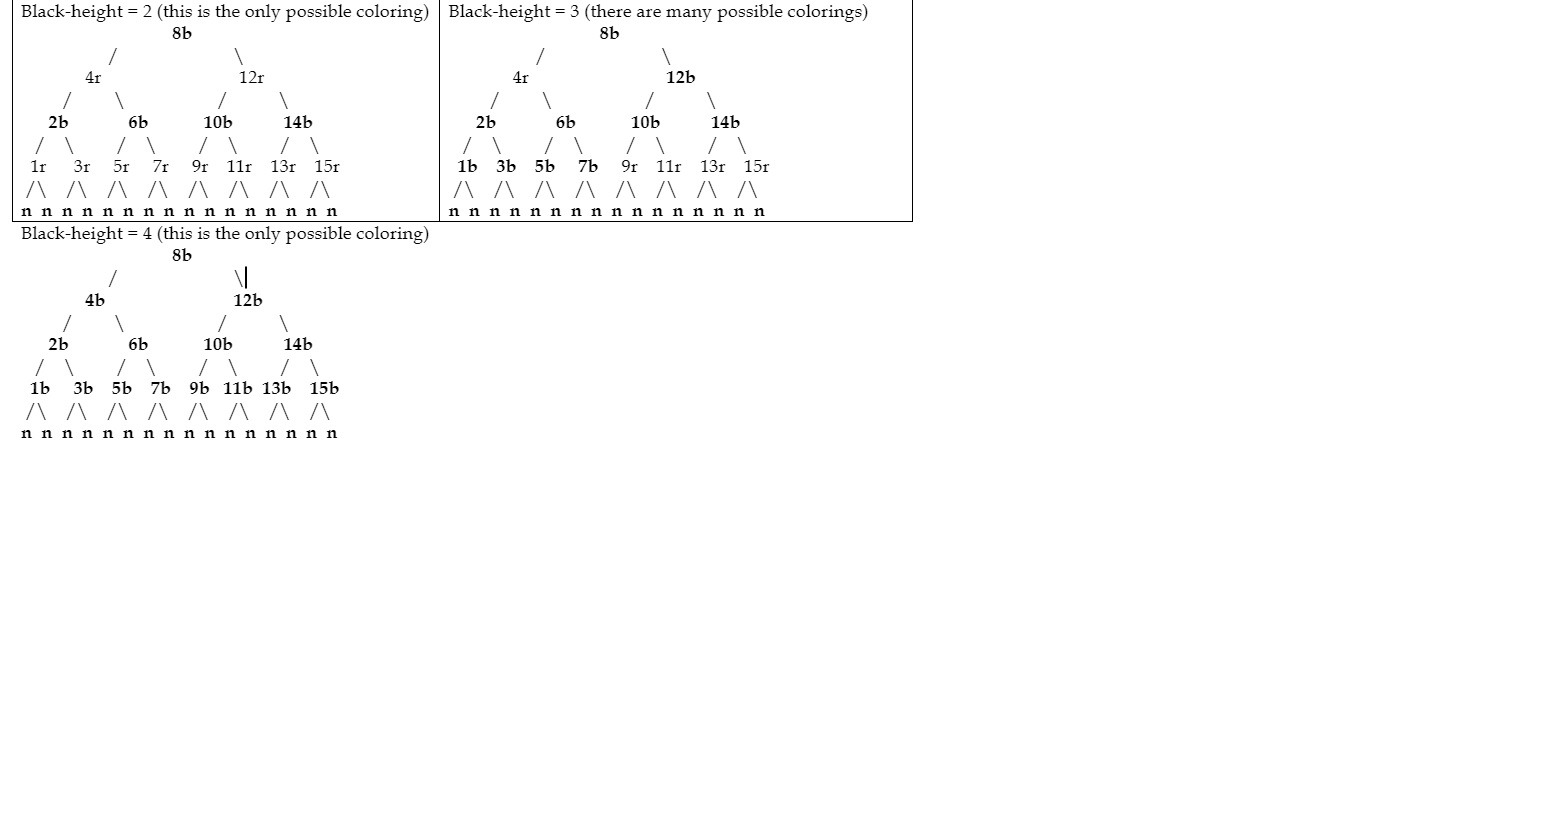 Black-height = 2 (this is the only possible coloring)
8b
/ \
4r 12r
/ \ / \
2b 6b 10b 14b
/ \ / \ / \ / \
1r 3r 5r 7r 9r 11r 13r 15r
/\ /\ /\ /\ /\ /\ /\ /\
n n n n n n n n n n n n n n n n
Black-height = 3 (there are many possible colorings)
8b
/ \
4r 12b
/ \ / \
2b 6b 10b 14b
/ \ / \ / \ / \
1b 3b 5b 7b 9r 11r 13r 15r
/\ /\ /\ /\ /\ /\ /\ /\
n n n n n n n n n n n n n n n n
Black-height = 4 (this is the only possible coloring)
8b
/ \
4b 12b
/ \ / \
2b 6b 10b 14b
/ \ / \ / \ / \
1b 3b 5b 7b 9b 11b 13b 15b
/\ /\ /\ /\ /\ /\ /\ /\
n n n n n n n n n n n n n n n n